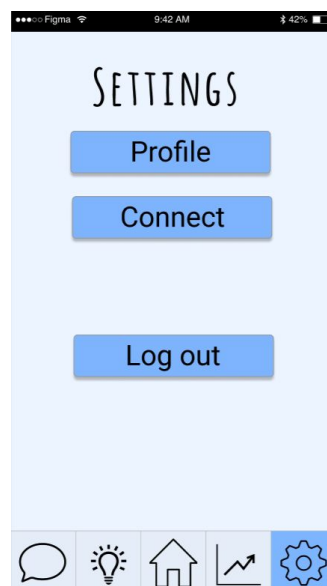 Figma 9:42 AM 42%
SETTINGS
Profile
Connect
Log out